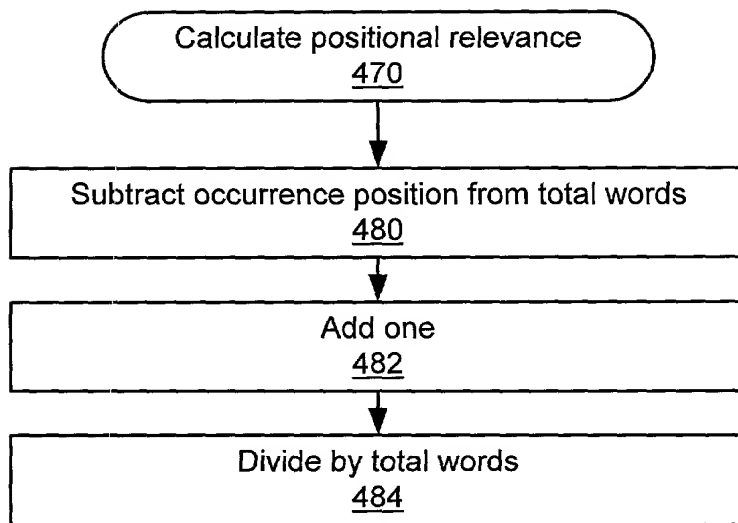 Calculate positional relevance
470
Subtract occurrence position from total words
480
Add one
482
Divide by total words
484